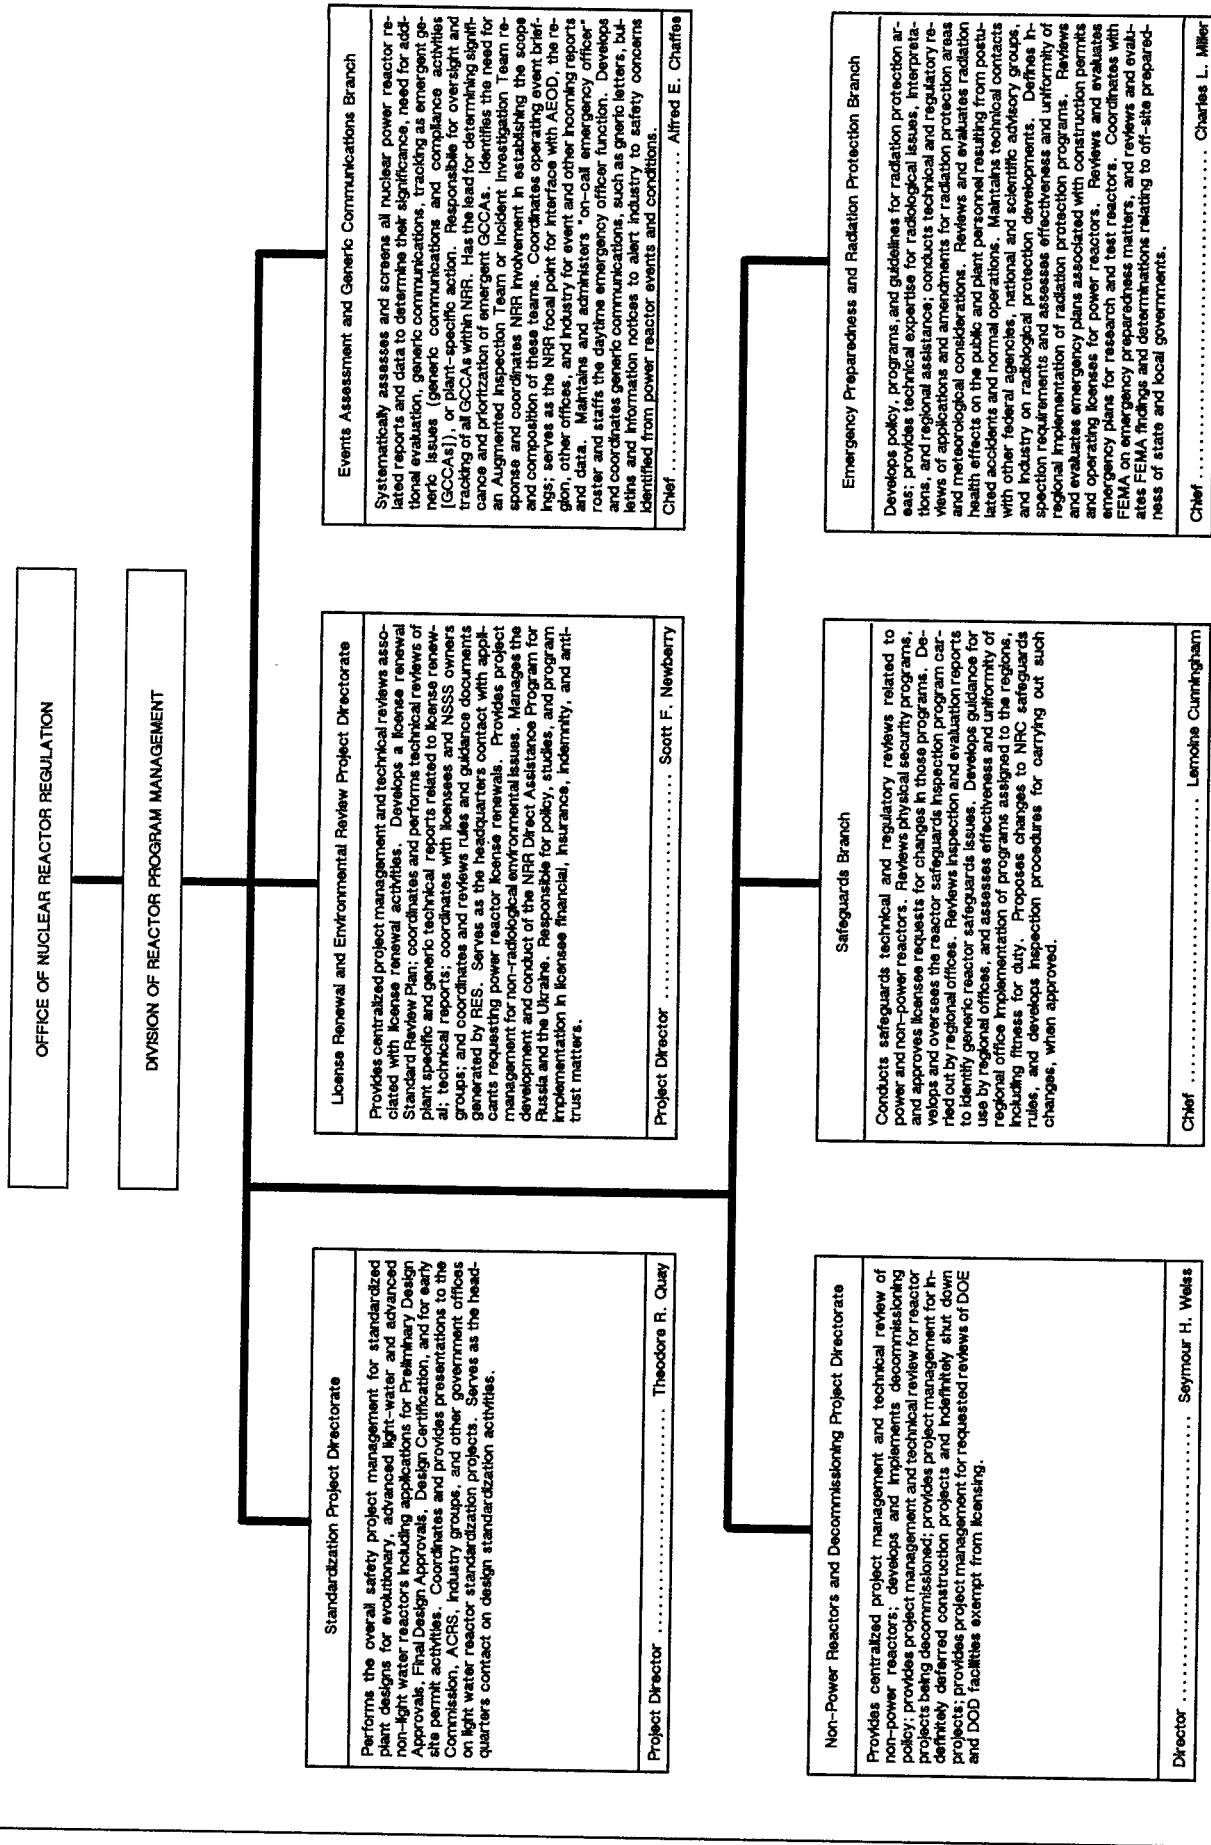 OFFICE OF NUCLEAR REACTOR REGULATION
DIVISION OF REACTOR PROGRAM MANAGEMENT
Standardization Project Directorate
Performs the overall safety project management for standardized
plant designs for evolutionary, advanced light-water and advanced
non-light water reactors including applications for Preliminary Design
Approvals, Final Design Approvals, Design Certification, and for early
site permit activities. Coordinates and provides presentations to the
Commission, ACRS, industry groups, and other government offices
on light water reactor standardization projects. Serves as the head-
quarters contact on design standardization activities.
Project Director ........................ Theodore R. Quay
License Renewal and Environmental Review Project Directorate
Provides centralized project management and technical reviews asso-
ciated with license renewal activities. Develops a license renewal
Standard Review Plan; coordinates and performs technical reviews of
plant specific and generic technical reports related to license renew-
al; technical reports; coordinates with licensees and NSSS owners
groups; and coordinates and reviews rules and guidance documents
generated by RES. Serves as the headquarters contact with appli-
cants requesting power reactor license renewals. Provides project
management for non-radiological environmental issues. Manages the
development and conduct of the NRR Direct Assistance Program for
Russia and the Ukraine. Responsible for policy, studies, and program
implementation in licensee financial, insurance, indemnity, and anti-
trust matters.
Project Director ........................ Scott F. Newberry
Events Assessment and Generic Communications Branch
Systematically assesses and screens all nuclear power reactor re-
lated reports and data to determine their significance, need for addi-
tional evaluation, generic communications, tracking as emergent ge-
neric issues (generic communications and compliance activities
[GCCAs]), or plant-specific action. Responsibile for oversight and
tracking of all GCCAs within NRR. Has the lead for determining signifi-
cance and prioritization of emergent GCCAs. Identifies the need for
an Augmented Inspection Team or Incident Investigation Team re-
sponse and coordinates NRR involvement in establishing the scope
and composition of these teams. Coordinates operating event brief-
ings; serves as the NRR focal point for interface with AEOD, the re-
gion, other offices, and industry for event and other incoming reports
and data. Maintains and administers "on-call emergency officer"
roster and staffs the daytime emergency officer function. Develops
and coordinates generic communications, such as gneric letters, bul-
letins and information notices to alert industry to safety concerns
identified from power reactor events and conditions.
Chief ........................ Alfred E. Chaffee
Non-Power Reactors and Decommissioning Project Directorate
Provides centralized project management and technical review of
non-power reactors; develops and implements decommissioning
policy; provides project management and technical review for reactor
projects being decommissioned; provides project management for in-
definitely deferred construction projects and indefinitely shut down
projects; provides project management for requested reviews of DOE
and DOD facilities exempt from licensing.
Director ........................ Seymour H. Weiss
Safeguards Branch
Conducts safeguards technical and regulatory reviews related to
power and non-power reactors. Reviews physical security programs,
and approves licensee requests for changes in those programs. De-
velops and oversees the reactor safeguards inspection program car-
ried out by regional offices. Reviews inspection and evaluation reports
to identify generic reactor safeguards issues. Develops guidance for
use by regional offices, and assesses effectiveness and uniformity of
regional office implementation of programs assigned to the regions,
including fitness for duty. Proposes changes to NRC safeguards
rules, and develops inspection procedures for carrying out such
changes, when approved.
Chief ........................ Lemoine Cunningham
Emergency Preparedness and Radiation Protection Branch
Develops policy, programs, and guidelines for radiation protection ar-
eas; provides technical expertise for radiological issues, interpreta-
tions, and regional assistance; conducts technical and regulatory re-
views of applications and amendments for radiation protection areas
and meteorological considerations. Reviews and evaluates radiation
health effects on the public and plant personnel resulting from postu-
lated accidents and normal operations. Maintains technical contacts
with other federal agencies, national and scientific advisory groups,
and industry on radiological protection developments. Defines in-
spection requirements and assesses effectiveness and uniformity of
regional implementation of radiation protection programs. Reviews
and evaluates emergency plans associated with construction permits
and operating licenses for power reactors. Reviews and evaluates
emergency plans for research and test reactors. Coordinates with
FEMA on emergency preparedness matters, and reviews and evalu-
ates FEMA findings and determinations relating to off-site prepared-
ness of state and local governments.
Chief ........................ Charles L. Miller